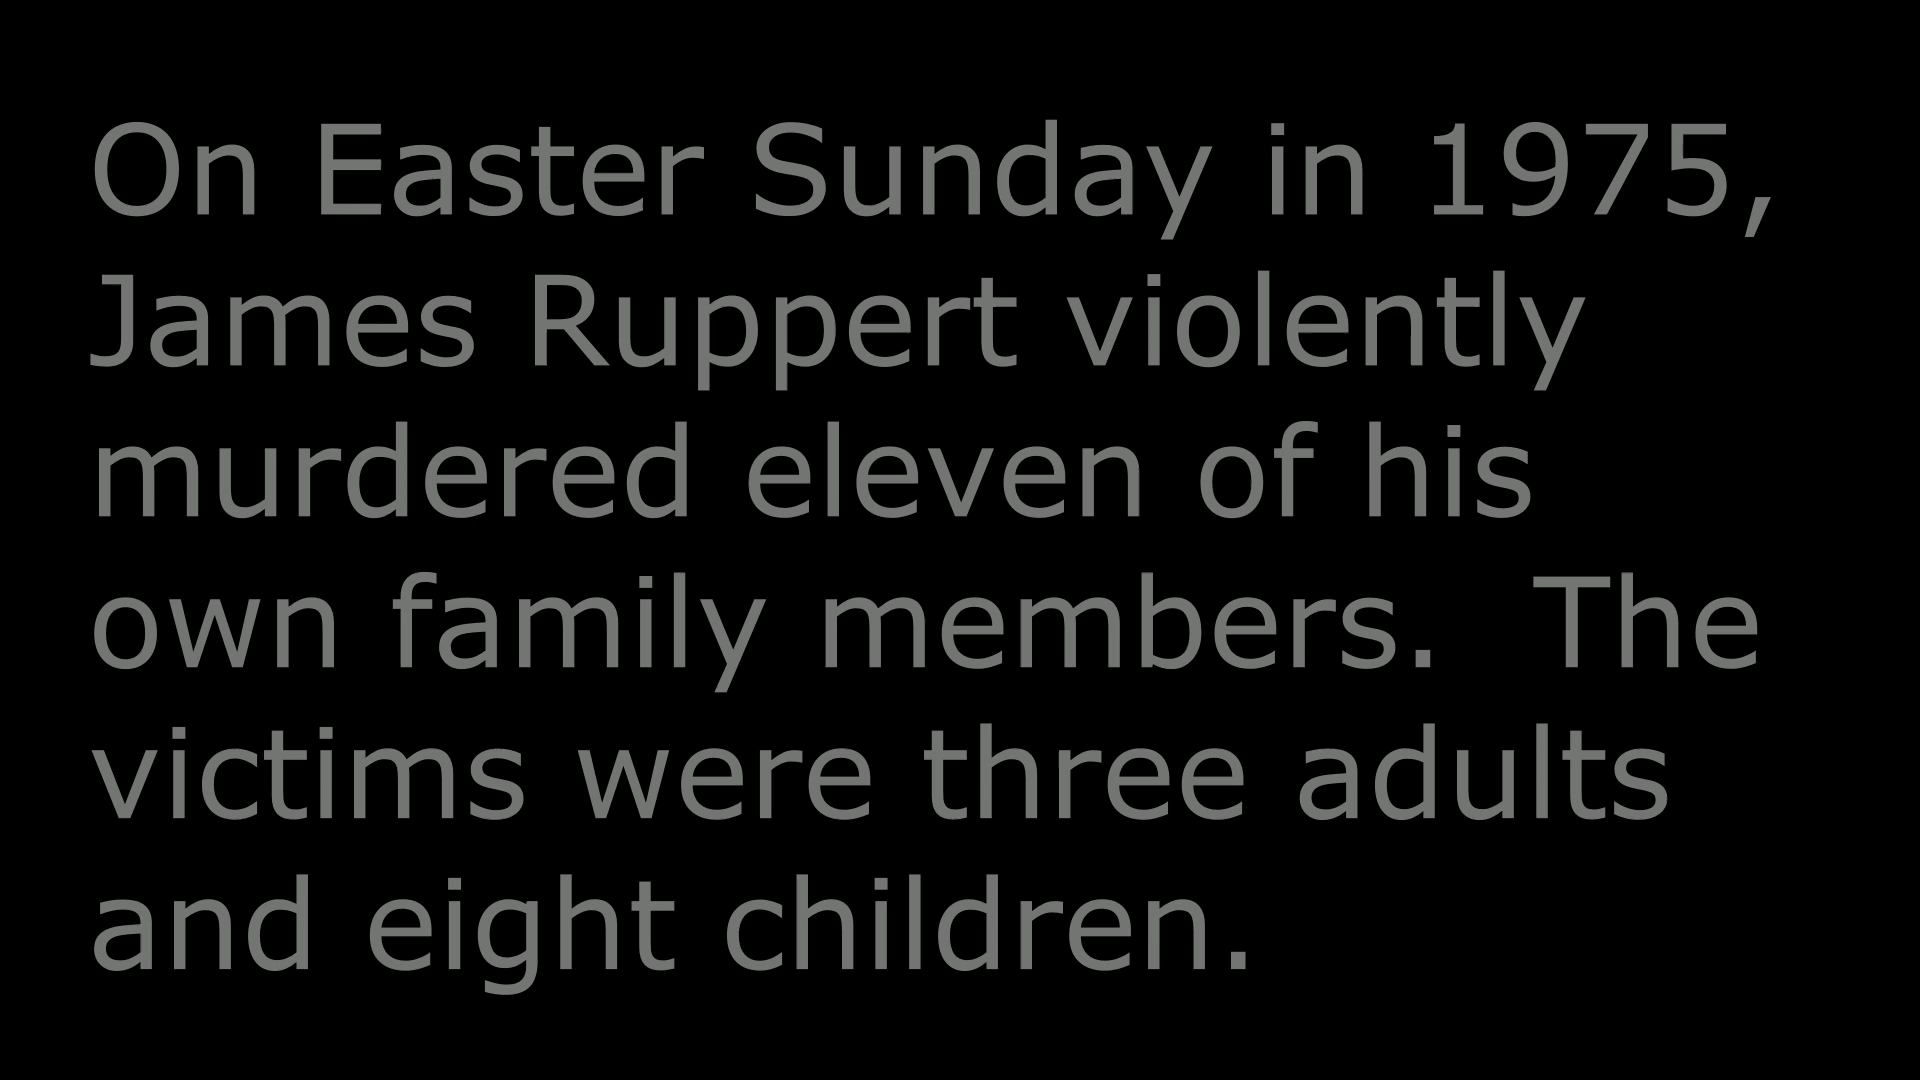 On Easter Sunday in 1975,
James Ruppert violently
murdered eleven of his
own family members.  The
victims were three adults
and eight children.